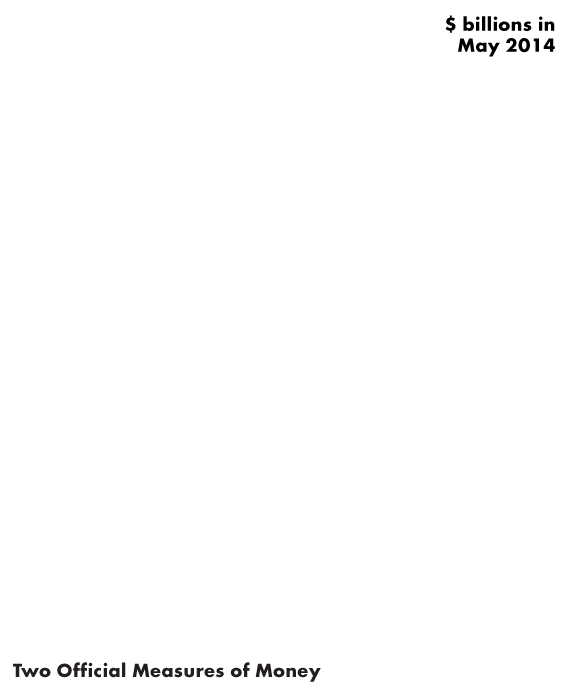 $ billions in
May 2014
Two Official Measures of Money